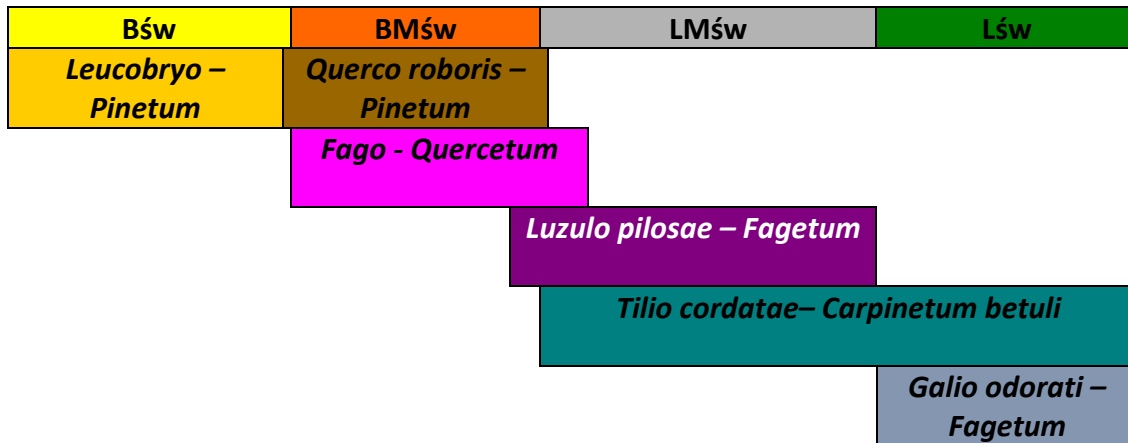 Bśw BMśw LMśw Lśw
Leucobryo –
Pinetum
Querco roboris –
Pinetum
Fago - Quercetum
Luzulo pilosae – Fagetum
Tilio cordatae– Carpinetum betuli
Galio odorati –
Fagetum